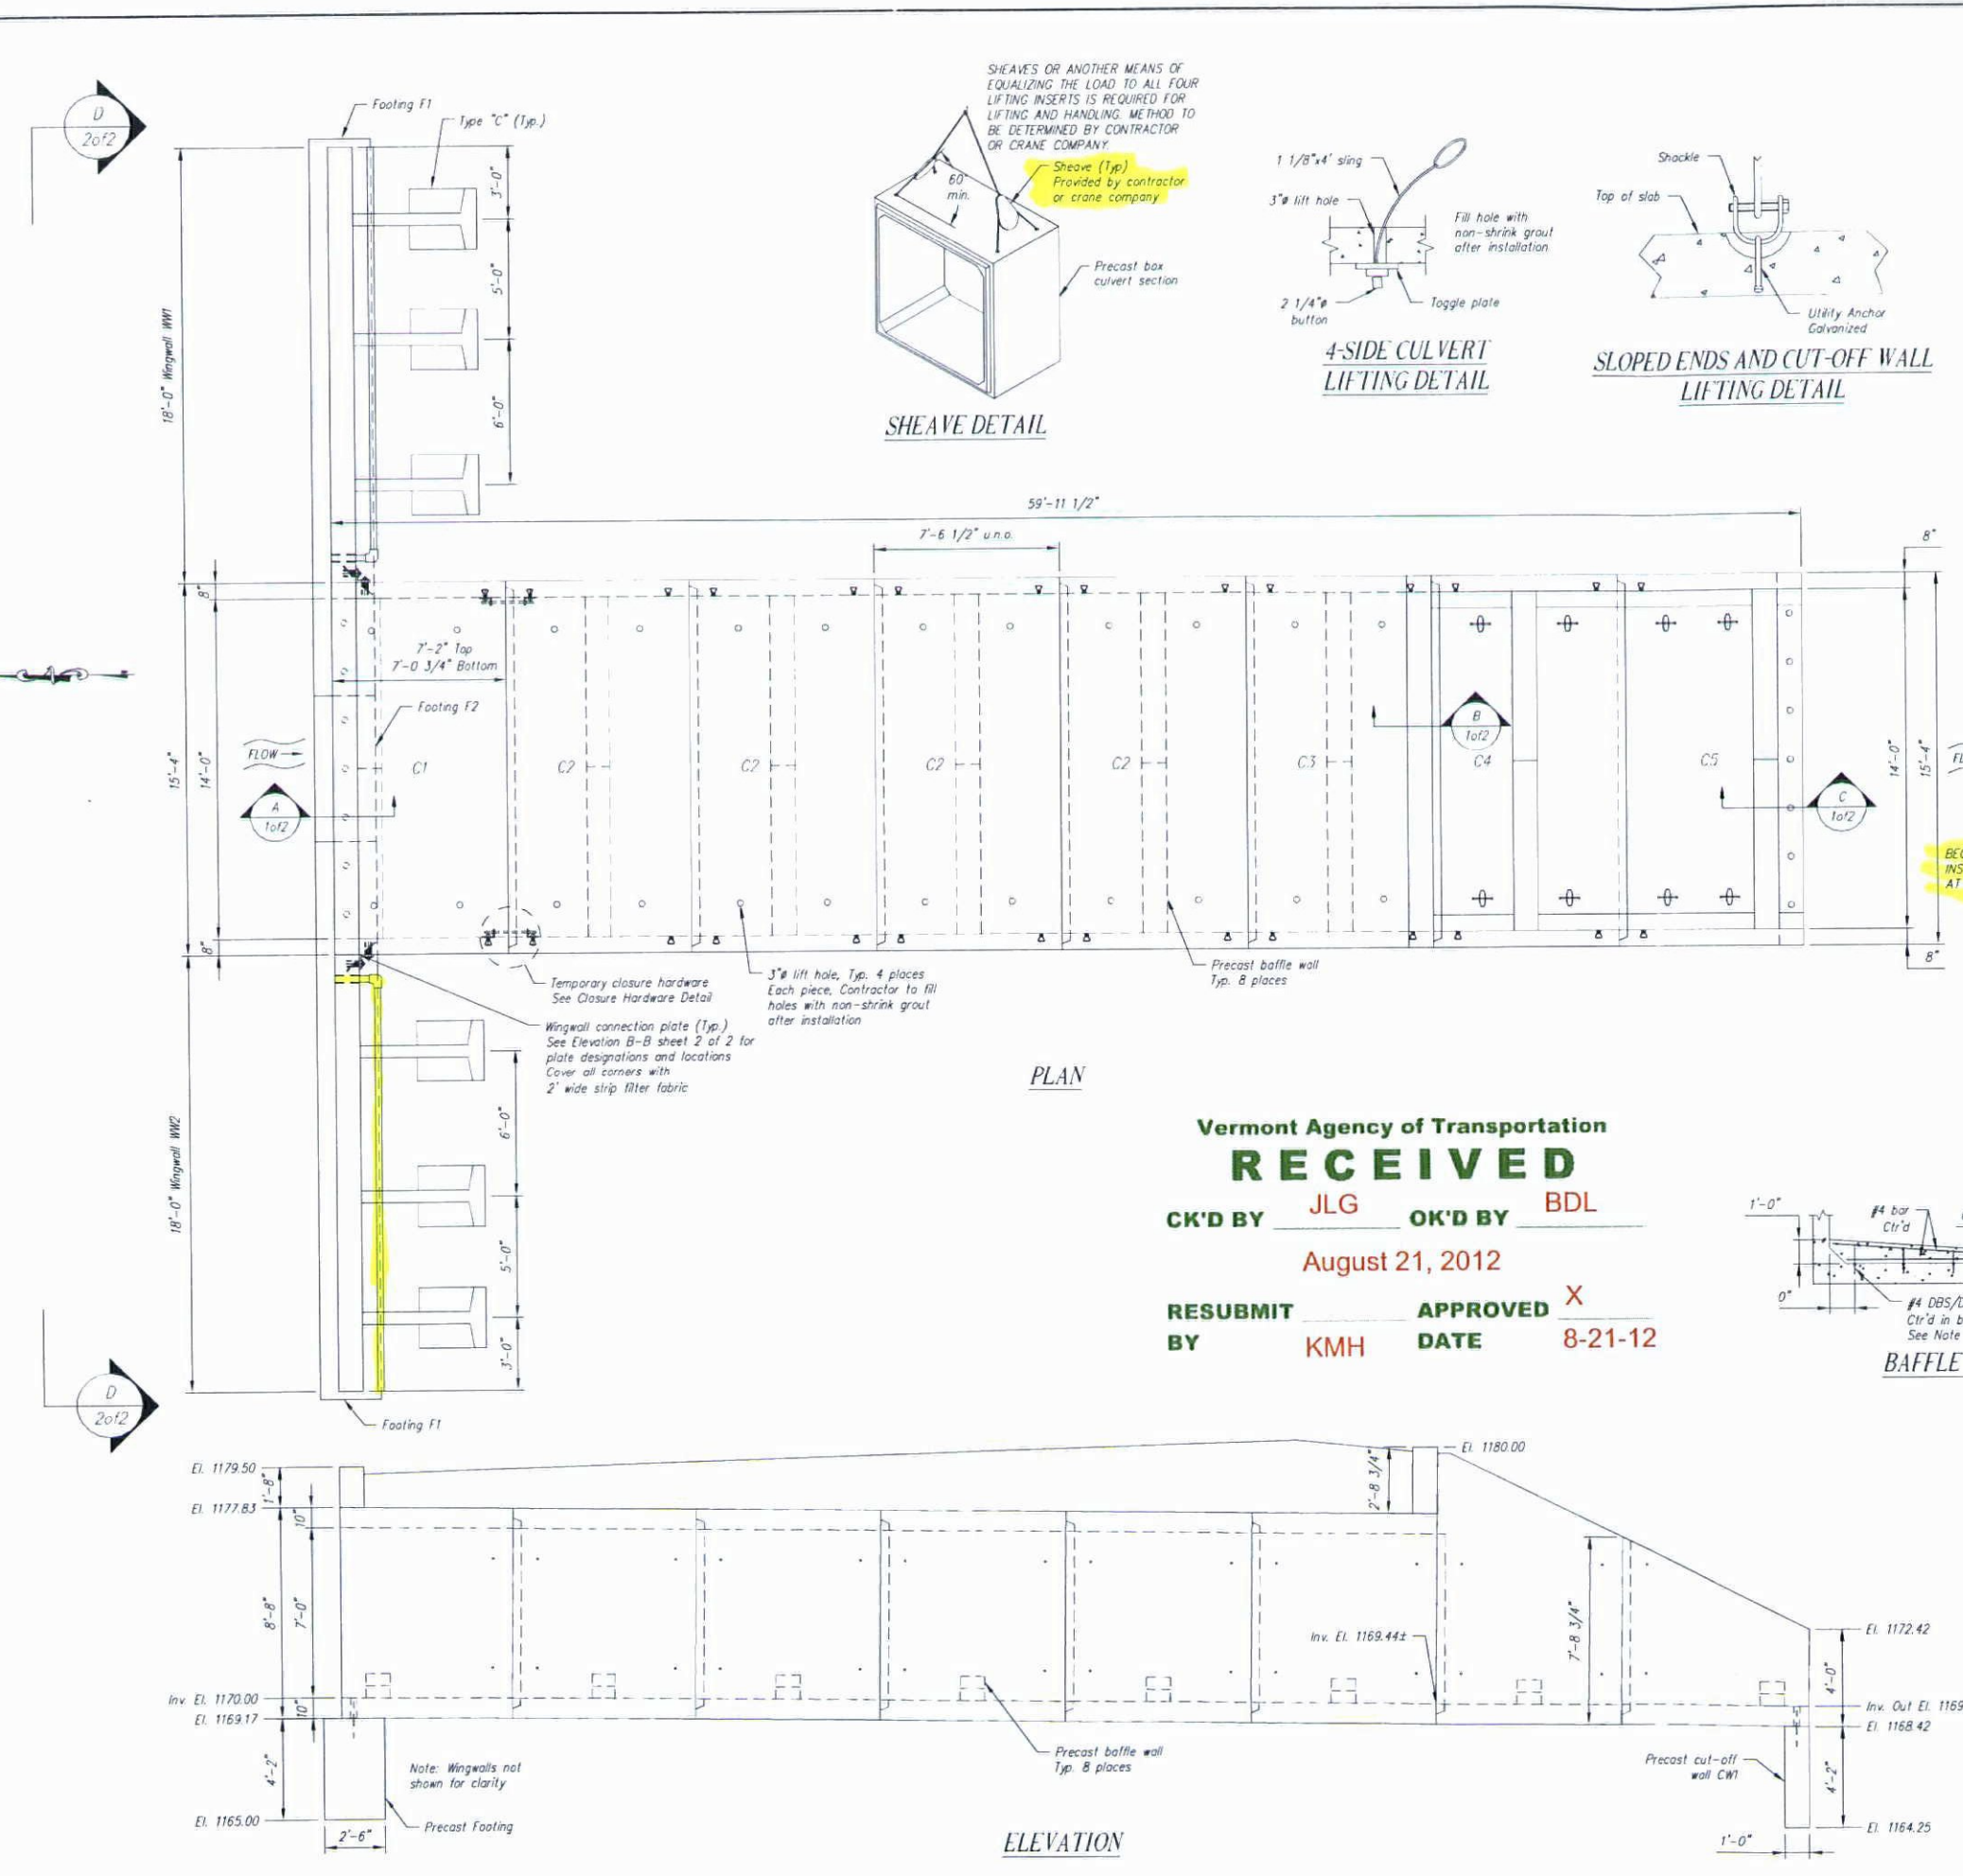 D
2of2
Footing F1
Type "C" (Typ.)
3'-0"
5'-0"
6'-0"
18'-0" Wingwall WW1
SHEAVES OR ANOTHER MEANS OF
EQUALIZING THE LOAD TO ALL FOUR
LIFTING INSERTS IS REQUIRED FOR
LIFTING AND HANDLING. METHOD TO
BE DETERMINED BY CONTRACTOR
OR CRANE COMPANY.
Sheave (Typ)
Provided by contractor
or crane company
60°
min.
Precast box
culvert section
SHEAVE DETAIL
1 1/8"x4' sling
3"ø lift hole
Fill hole with
non-shrink grout
after installation
2 1/4"ø
button
Toggle plate
4-SIDE CULVERT
LIFTING DETAIL
Shackle
Top of slab
Utility Anchor
Galvanized
SLOPED ENDS AND CUT-OFF WALL
LIFTING DETAIL
59'-11 1/2"
7'-6 1/2" u.n.o.
8"
8"
7'-2" Top
7'-0 3/4" Bottom
Footing F2
FLOW
15'-4"
14'-0"
A
1of2
C1
C2
C2
C2
C2
C3
B
1of2
C4
C5
C
1of2
14'-0"
15'-4"
8"
8"
Temporary closure hardware
See Closure Hardware Detail
3"ø lift hole, Typ. 4 places
Each piece, Contractor to fill
holes with non-shrink grout
after installation
Precast baffle wall
Typ. 8 places
Wingwall connection plate (Typ.)
See Elevation B-B sheet 2 of 2 for
plate designations and locations
Cover all corners with
2' wide strip filter fabric
PLAN
18'-0" Wingwall WW2
6'-0"
5'-0"
3'-0"
D
2of2
Footing F1
Vermont Agency of Transportation
RECEIVED
CK'D BY JLG OK'D BY BDL
August 21, 2012
RESUBMIT APPROVED X
BY KMH DATE 8-21-12
1'-0"
#4 bar
Ctr'd
0"
Ctr'd in
See Note
BAFFLE
El. 1179.50
1'-8"
El. 1177.83
10"
8'-8"
7'-0"
Inv. El. 1170.00
10"
El. 1169.17
4'-2"
El. 1165.00
2'-6"
Note: Wingwalls not
shown for clarity
Precast Footing
El. 1180.00
2'-8 3/4"
Inv. El. 1169.44±
7'-8 3/4"
Precast baffle wall
Typ. 8 places
El. 1172.42
4'-0"
Inv. Out El. 1169
El. 1168.42
Precast cut-off
wall CW1
4'-2"
El. 1164.25
1'-0"
ELEVATION